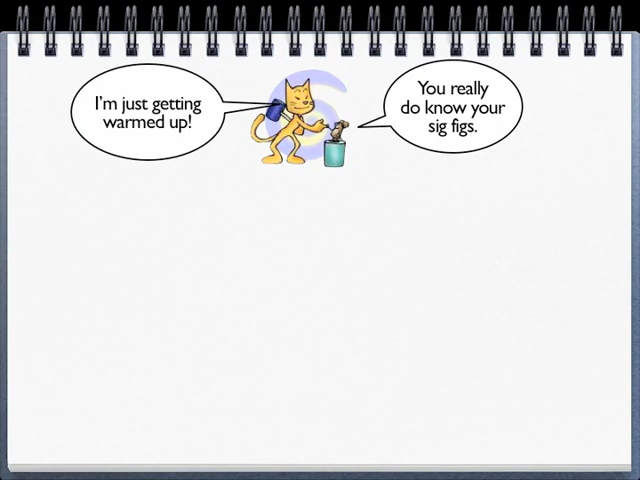 I'm just getting
warmed up!
You really
do know your
sig figs.